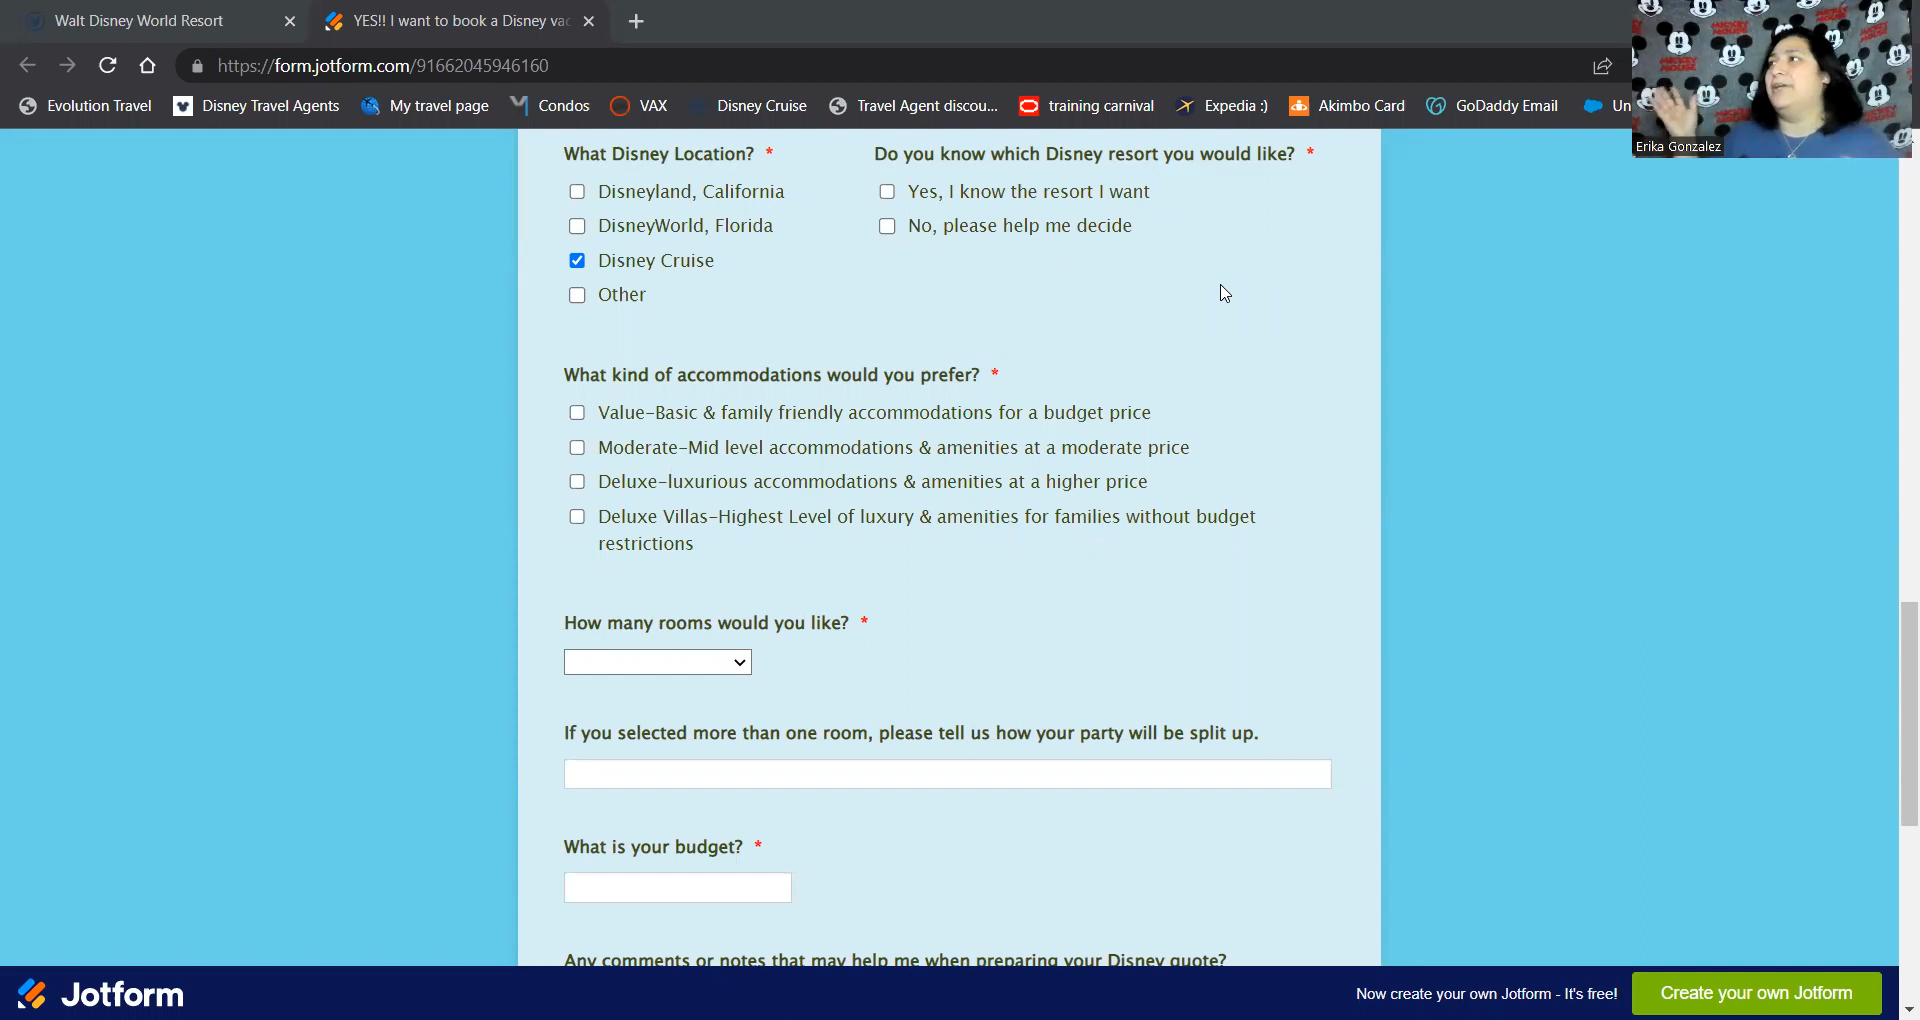 Walt Disney World Resort
YES!! I want to book a Disney vac
https://form.jotform.com/91662045946160
Evolution Travel
Disney Travel Agents
My travel page
Condos
VAX
Disney Cruise
Travel Agent discou...
training carnival
Expedia :)
Akimbo Card
GoDaddy Email
Un
Erika Gonzalez
What Disney Location? *
Disneyland, California
DisneyWorld, Florida
Disney Cruise
Other
Do you know which Disney resort you would like? *
Yes, I know the resort I want
No, please help me decide
What kind of accommodations would you prefer? *
Value-Basic & family friendly accommodations for a budget price
Moderate-Mid level accommodations & amenities at a moderate price
Deluxe-luxurious accommodations & amenities at a higher price
Deluxe Villas-Highest Level of luxury & amenities for families without budget
restrictions
How many rooms would you like? *
If you selected more than one room, please tell us how your party will be split up.
What is your budget? *
Any comments or notes that may help me when preparing your Disney quote?
Jotform
Now create your own Jotform - It's free!
Create your own Jotform